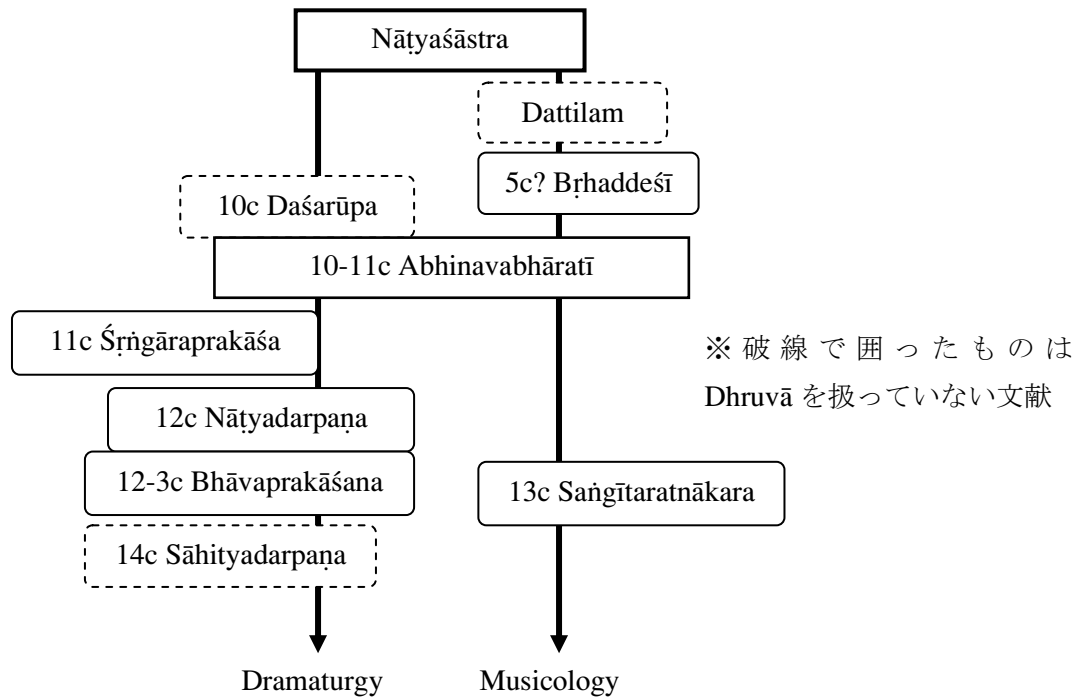 Nāṭyaśāstra
Dattilam
5c? Bṛhaddeśī
10c Daśarūpa
10-11c Abhinavabhāratī
11c Śṛṅgāraprakāśa
※破線で囲ったものは
Dhruvā を扱っていない文献
12c Nāṭyadarpaṇa
12-3c Bhāvaprakāśana
13c Saṅgītaratnākara
14c Sāhityadarpaṇa
Dramaturgy
Musicology